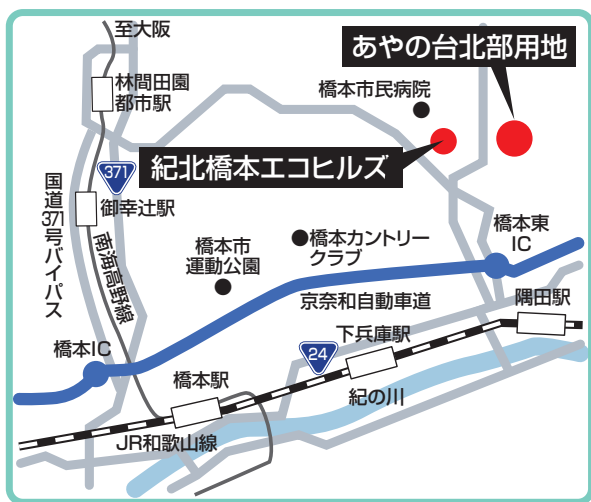 至大阪
あやの台北部用地
林間田園
都市駅
橋本市民病院
371
紀北橋本エコヒルズ
国道371号バイパス
御幸辻駅
南海高野線
橋本市
運動公園
橋本カントリー
クラブ
橋本東
IC
京奈和自動車道
隅田駅
橋本IC
24
下兵庫駅
橋本駅
紀の川
JR和歌山線